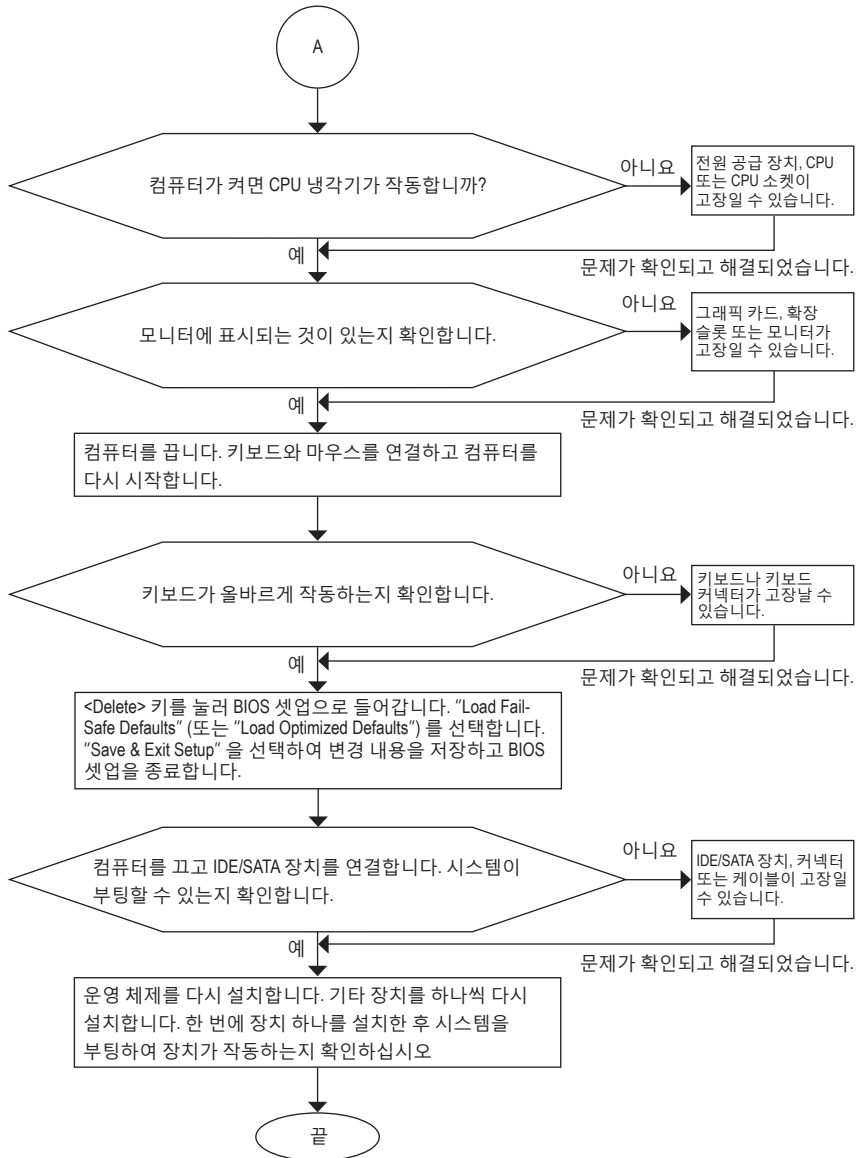 A
컴퓨터가 켜면 CPU 냉각기가 작동합니까?
아니요
전원 공급 장치, CPU
또는 CPU 소켓이
고장일 수 있습니다.
예
문제가 확인되고 해결되었습니다.
모니터에 표시되는 것이 있는지 확인합니다.
아니요
그래픽 카드, 확장
슬롯 또는 모니터가
고장일 수 있습니다.
예
문제가 확인되고 해결되었습니다.
컴퓨터를 끕니다. 키보드와 마우스를 연결하고 컴퓨터를
다시 시작합니다.
키보드가 올바르게 작동하는지 확인합니다.
아니요
키보드나 키보드
커넥터가 고장날 수
있습니다.
예
문제가 확인되고 해결되었습니다.
<Delete> 키를 눌러 BIOS 셋업으로 들어갑니다. "Load Fail-
Safe Defaults" (또는 "Load Optimized Defaults") 를 선택합니다.
"Save & Exit Setup" 을 선택하여 변경 내용을 저장하고 BIOS
셋업을 종료합니다.
컴퓨터를 끄고 IDE/SATA 장치를 연결합니다. 시스템이
부팅할 수 있는지 확인합니다.
아니요
IDE/SATA 장치, 커넥터
또는 케이블이 고장일
수 있습니다.
예
문제가 확인되고 해결되었습니다.
운영 체제를 다시 설치합니다. 기타 장치를 하나씩 다시
설치합니다. 한 번에 장치 하나를 설치한 후 시스템을
부팅하여 장치가 작동하는지 확인하십시오
끝